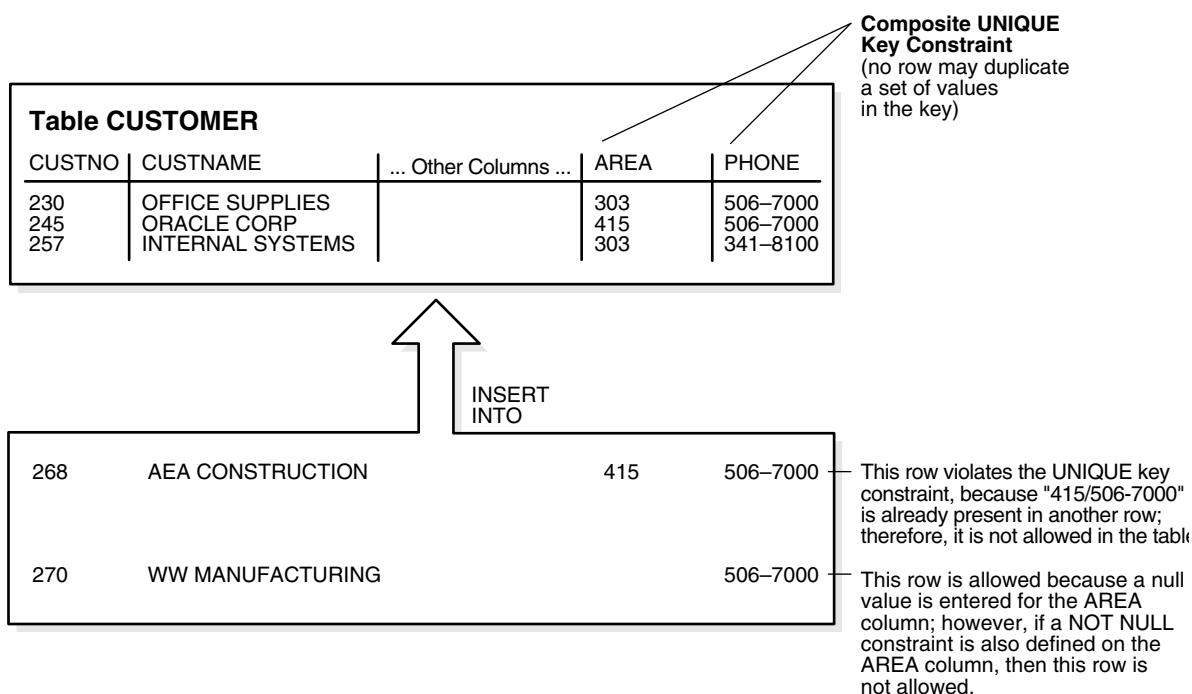 Composite UNIQUE
Key Constraint
(no row may duplicate
a set of values
in the key)
Table CUSTOMER
CUSTNO CUSTNAME ... Other Columns ... AREA PHONE
230 OFFICE SUPPLIES 303 506–7000
245 ORACLE CORP 415 506–7000
257 INTERNAL SYSTEMS 303 341–8100
INSERT
INTO
268 AEA CONSTRUCTION 415 506–7000
This row violates the UNIQUE key
constraint, because "415/506-7000"
is already present in another row;
therefore, it is not allowed in the table
270 WW MANUFACTURING 506–7000
This row is allowed because a null
value is entered for the AREA
column; however, if a NOT NULL
constraint is also defined on the
AREA column, then this row is
not allowed.